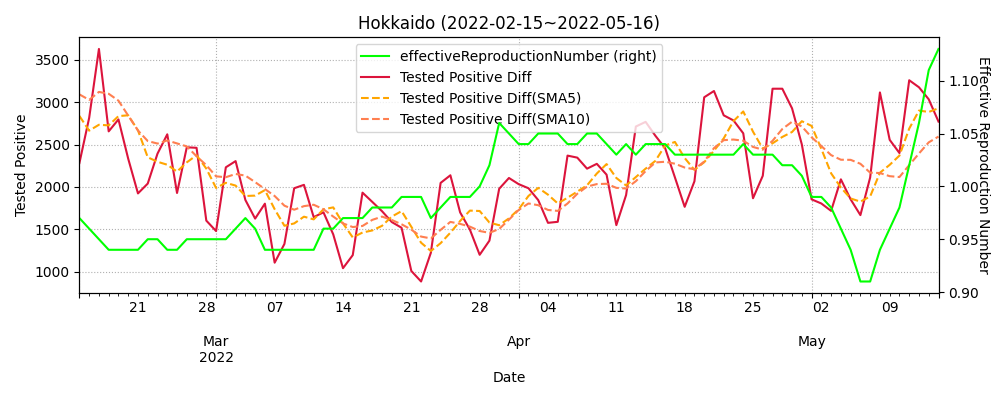 Hokkaido (2022-02-15~2022-05-16)
effectiveReproductionNumber (right)
Tested Positive Diff
Tested Positive Diff(SMA5)
Tested Positive Diff(SMA10)
Tested Positive
3500
3000
2500
2000
1500
1000
Effective Reproduction Number
1.10
1.05
1.00
0.95
0.90
21 28 07 14 21 28 04 11 18 25 02 09
Mar Apr May
2022
Date